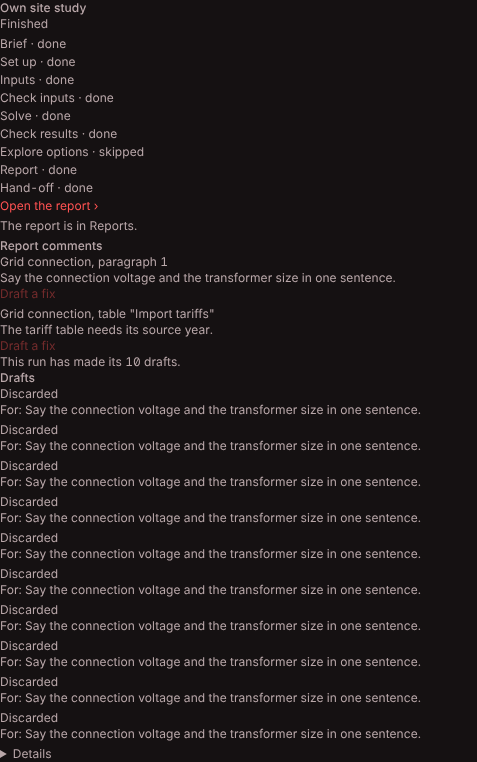 Own site study
Finished
Brief · done
Set up · done
Inputs · done
Check inputs · done
Solve · done
Check results · done
Explore options · skipped
Report · done
Hand-off · done
Open the report ›
The report is in Reports.
Report comments
Grid connection, paragraph 1
Say the connection voltage and the transformer size in one sentence.
Draft a fix
Grid connection, table "Import tariffs"
The tariff table needs its source year.
Draft a fix
This run has made its 10 drafts.
Drafts
Discarded
For: Say the connection voltage and the transformer size in one sentence.
Discarded
For: Say the connection voltage and the transformer size in one sentence.
Discarded
For: Say the connection voltage and the transformer size in one sentence.
Discarded
For: Say the connection voltage and the transformer size in one sentence.
Discarded
For: Say the connection voltage and the transformer size in one sentence.
Discarded
For: Say the connection voltage and the transformer size in one sentence.
Discarded
For: Say the connection voltage and the transformer size in one sentence.
Discarded
For: Say the connection voltage and the transformer size in one sentence.
Discarded
For: Say the connection voltage and the transformer size in one sentence.
Discarded
For: Say the connection voltage and the transformer size in one sentence.
▶ Details